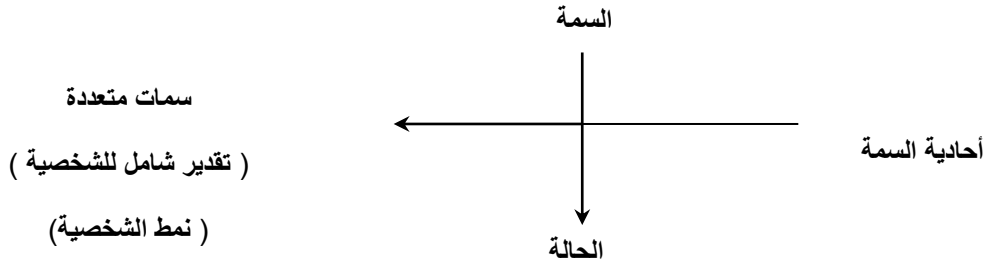 السمة
أحادية السمة
سمات متعددة
( تقدير شامل للشخصية )
( نمط الشخصية)
الحالة